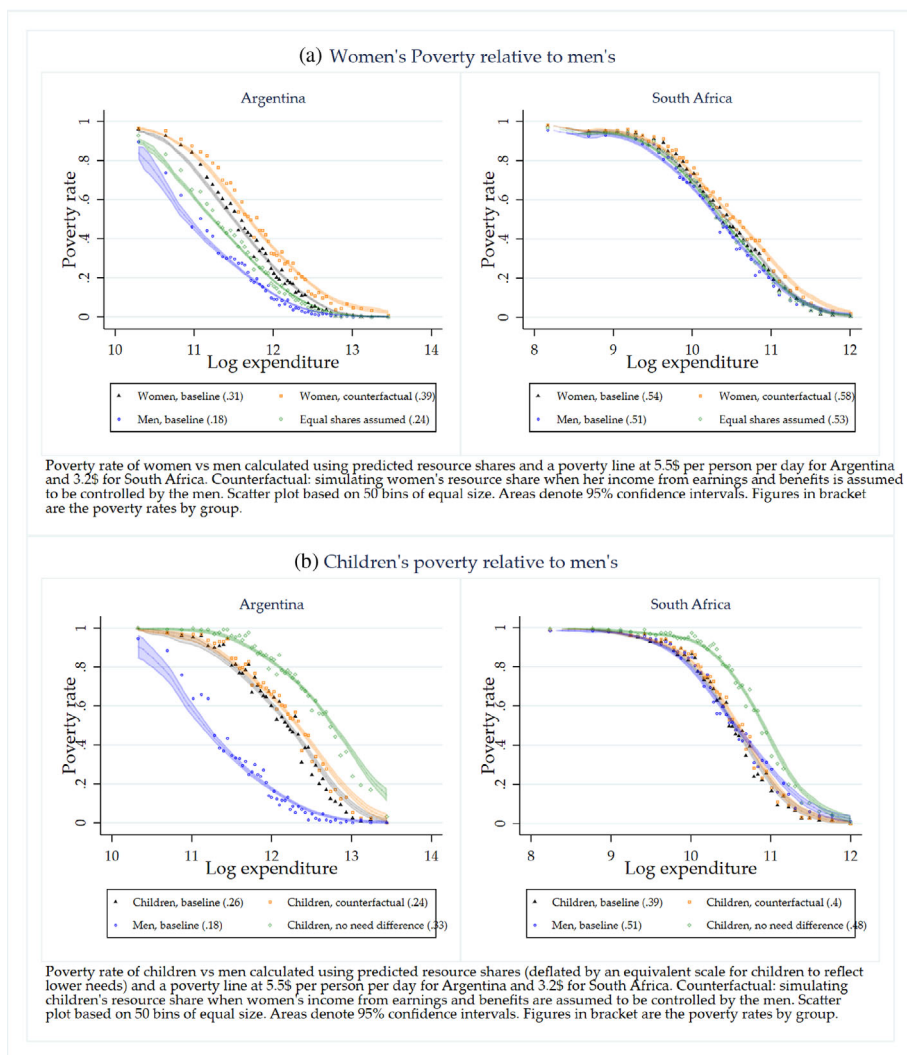 (a) Women's Poverty relative to men's
Argentina
South Africa
Poverty rate
1
.8
.6
.4
.2
0
10 11 12 13 14
Log expenditure
Poverty rate
1
.8
.6
.4
.2
0
8 9 10 11 12
Log expenditure
Women, baseline (.31) Women, counterfactual (.39)
Men, baseline (.18) Equal shares assumed (.24)
Women, baseline (.54) Women, counterfactual (.58)
Men, baseline (.51) Equal shares assumed (.53)
Poverty rate of women vs men calculated using predicted resource shares and a poverty line at 5.5$ per person per day for Argentina
and 3.2$ for South Africa. Counterfactual: simulating women's resource share when her income from earnings and benefits is assumed
to be controlled by the men. Scatter plot based on 50 bins of equal size. Areas denote 95% confidence intervals. Figures in bracket
are the poverty rates by group.
(b) Children's poverty relative to men's
Argentina
South Africa
Poverty rate
1
.8
.6
.4
.2
0
10 11 12 13 14
Log expenditure
Poverty rate
1
.8
.6
.4
.2
0
8 9 10 11 12
Log expenditure
Children, baseline (.26) Children, counterfactual (.24)
Men, baseline (.18) Children, no need difference (.33)
Children, baseline (.39) Children, counterfactual (.4)
Men, baseline (.51) Children, no need difference (.48)
Poverty rate of children vs men calculated using predicted resource shares (deflated by an equivalent scale for children to reflect
lower needs) and a poverty line at 5.5$ per person per day for Argentina and 3.2$ for South Africa. Counterfactual: simulating
children's resource share when women's income from earnings and benefits are assumed to be controlled by the men. Scatter
plot based on 50 bins of equal size. Areas denote 95% confidence intervals. Figures in bracket are the poverty rates by group.